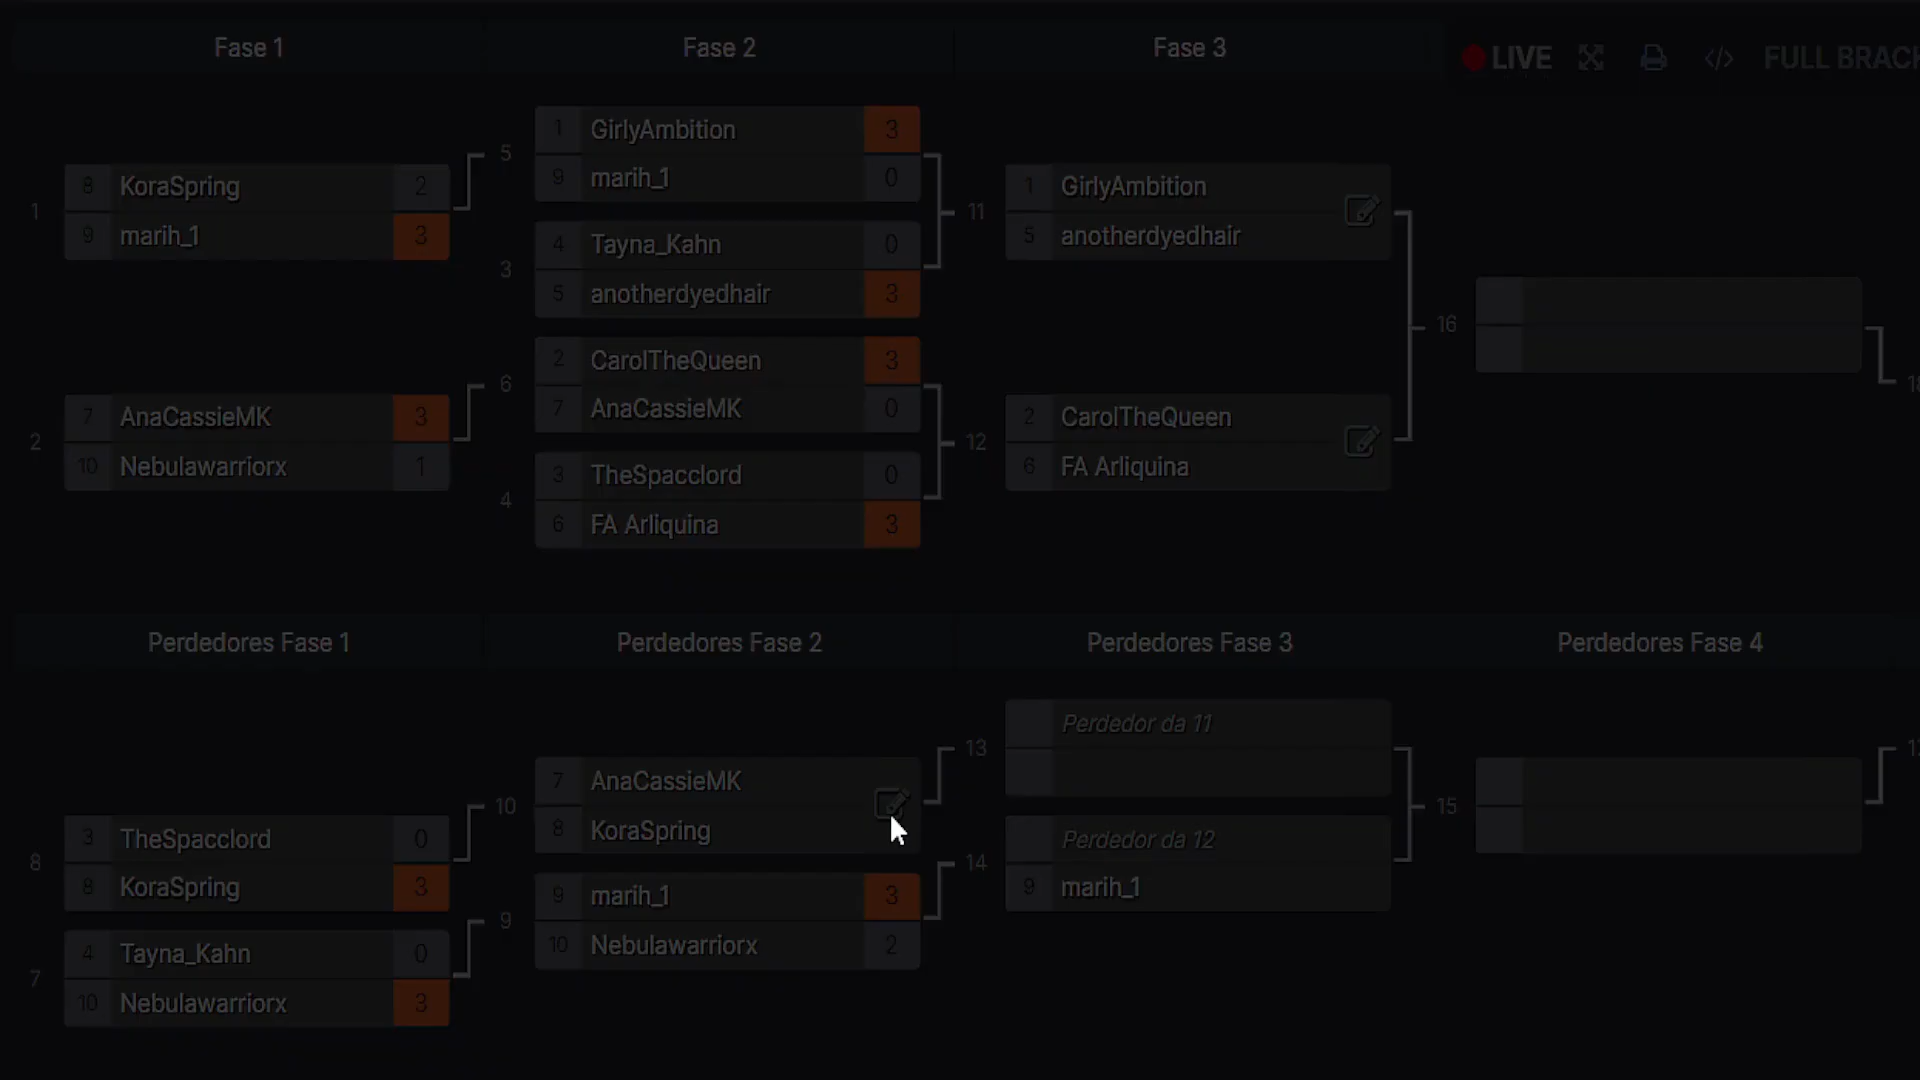 Fase 1
Fase 2
Fase 3
LIVE
</>
FULL BRACK
1
8 KoraSpring 2
9 marih_1 3
2
7 AnaCassieMK 3
10 Nebulawarriorx 1
5
1 GirlyAmbition 3
9 marih_1 0
3
4 Tayna_Kahn 0
5 anotherdyedhair 3
6
2 CarolTheQueen 3
7 AnaCassieMK 0
4
3 TheSpacclord 0
6 FA Arliquina 3
11
1 GirlyAmbition
5 anotherdyedhair
12
2 CarolTheQueen
6 FA Arliquina
16
Perdedores Fase 1
Perdedores Fase 2
Perdedores Fase 3
Perdedores Fase 4
8
3 TheSpacclord 0
8 KoraSpring 3
7
4 Tayna_Kahn 0
10 Nebulawarriorx 3
10
7 AnaCassieMK
8 KoraSpring
9
9 marih_1 3
10 Nebulawarriorx 2
13
Perdedor da 11
14
Perdedor da 12
9 marih_1
15